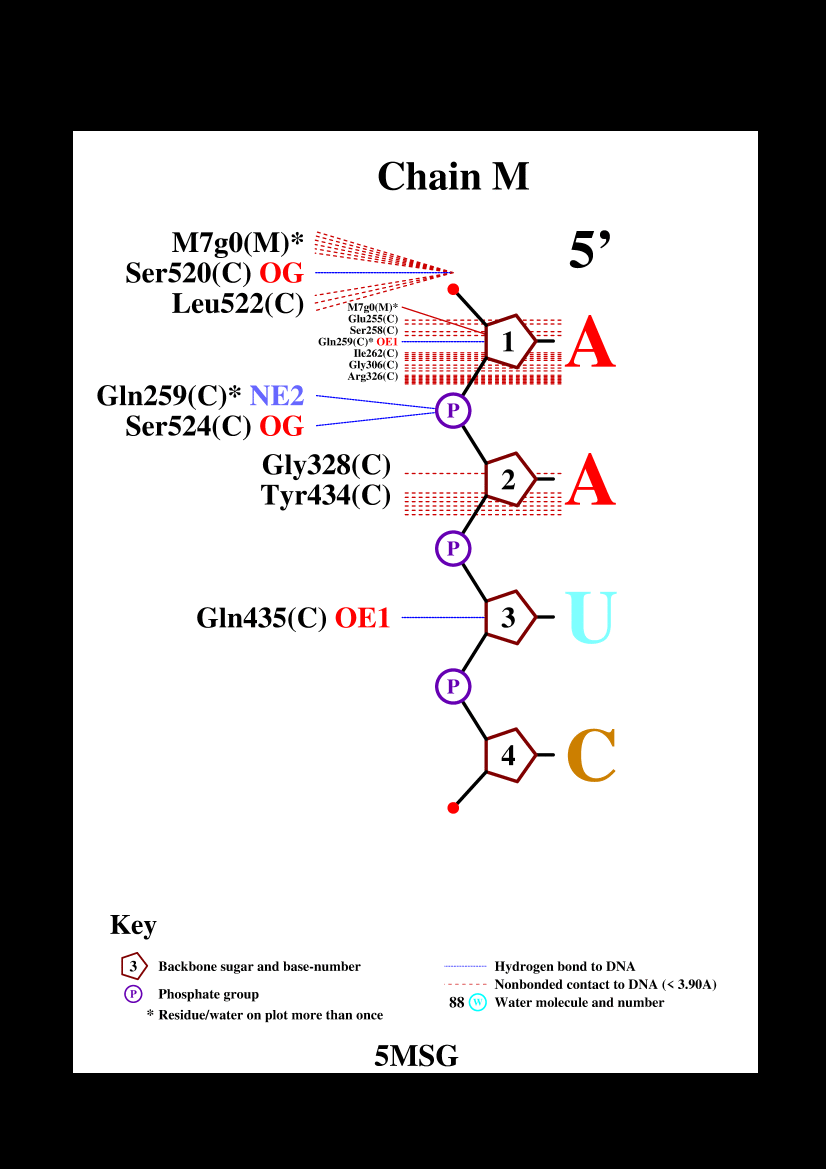 Chain M
5’
M7g0(M)*
Ser520(C) OG
Leu522(C)
M7g0(M)*
Glu255(C)
Ser258(C)
Gln259(C)* OE1
Ile262(C)
Gly306(C)
Arg326(C)
1 A
Gln259(C)* NE2
P
Ser524(C) OG
Gly328(C)
2 A
Tyr434(C)
P
Gln435(C) OE1 3 U
P
4 C
Key
3 Backbone sugar and base-number
P Phosphate group
* Residue/water on plot more than once
Hydrogen bond to DNA
Nonbonded contact to DNA (< 3.90A)
88 W Water molecule and number
5MSG